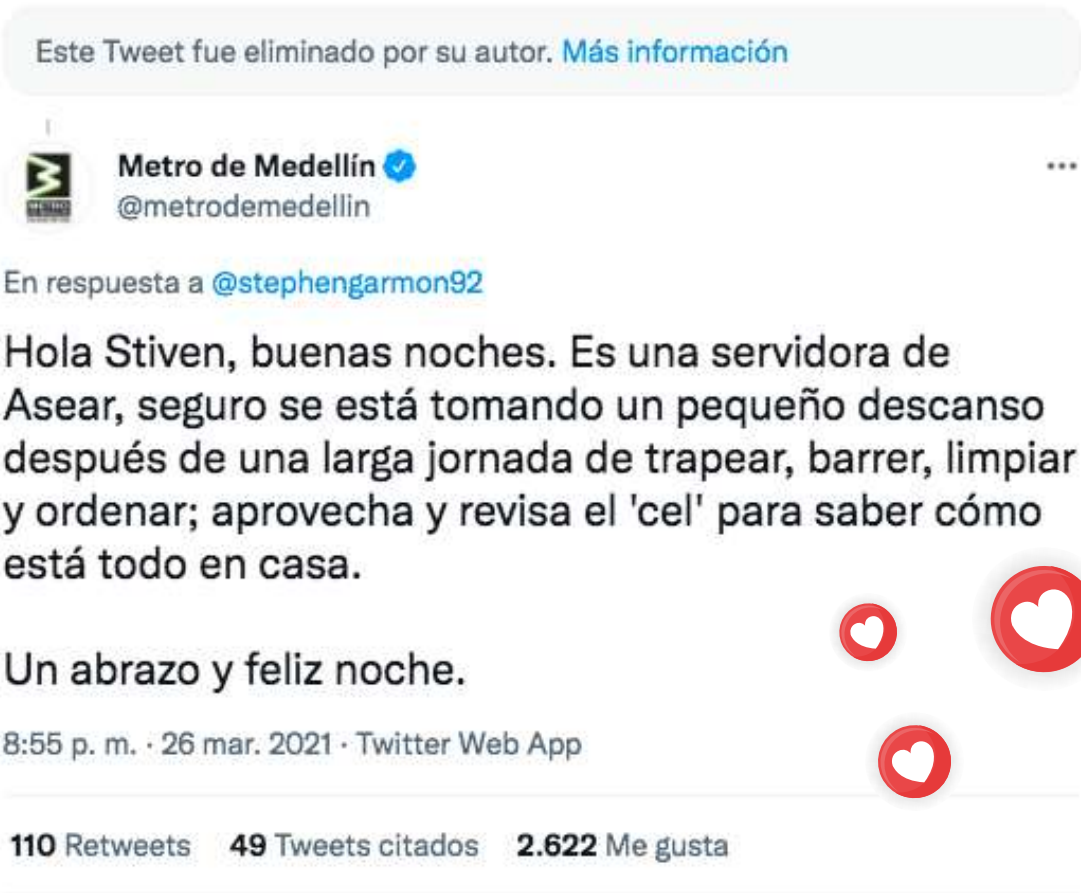 Este Tweet fue eliminado por su autor. Más información
Metro de Medellín
@metrodemedellin
En respuesta a @stephengarmon92
Hola Stiven, buenas noches. Es una servidora de
Asear, seguro se está tomando un pequeño descanso
después de una larga jornada de trapear, barrer, limpiar
y ordenar; aprovecha y revisa el 'cel' para saber cómo
está todo en casa.
Un abrazo y feliz noche.
8:55 p. m. · 26 mar. 2021 · Twitter Web App
110 Retweets 49 Tweets citados 2.622 Me gusta